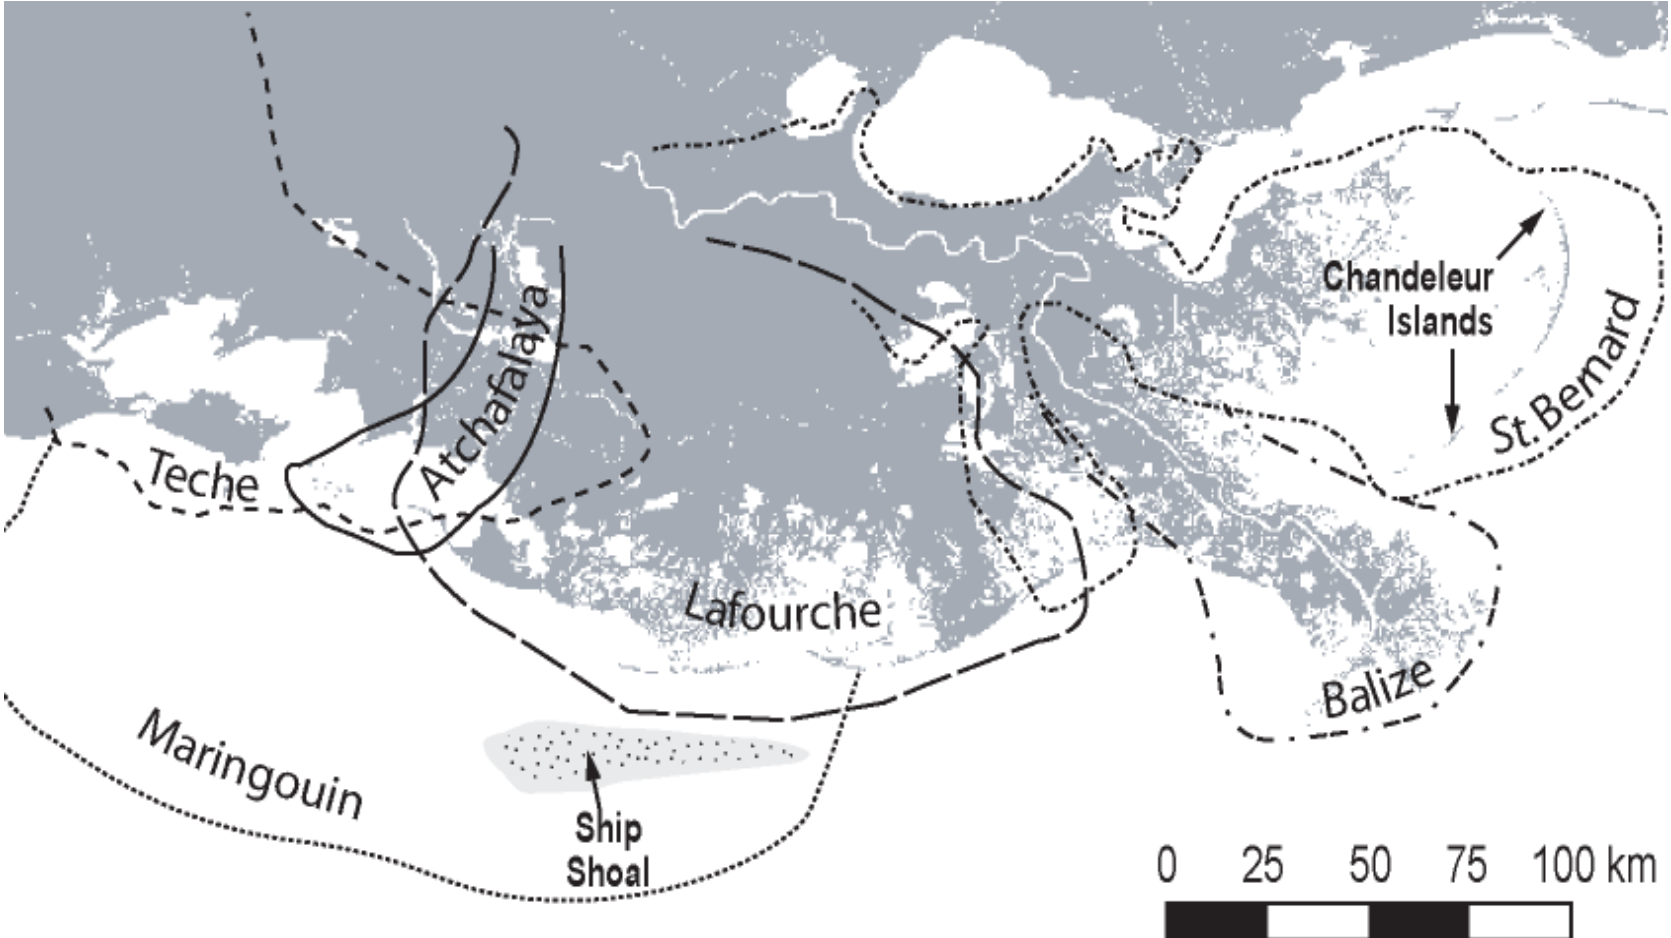 Chandeleur
Islands
St. Bernard
Atchafalaya
Teche
Lafourche
Balize
Maringouin
Ship
Shoal
0 25 50 75 100 km